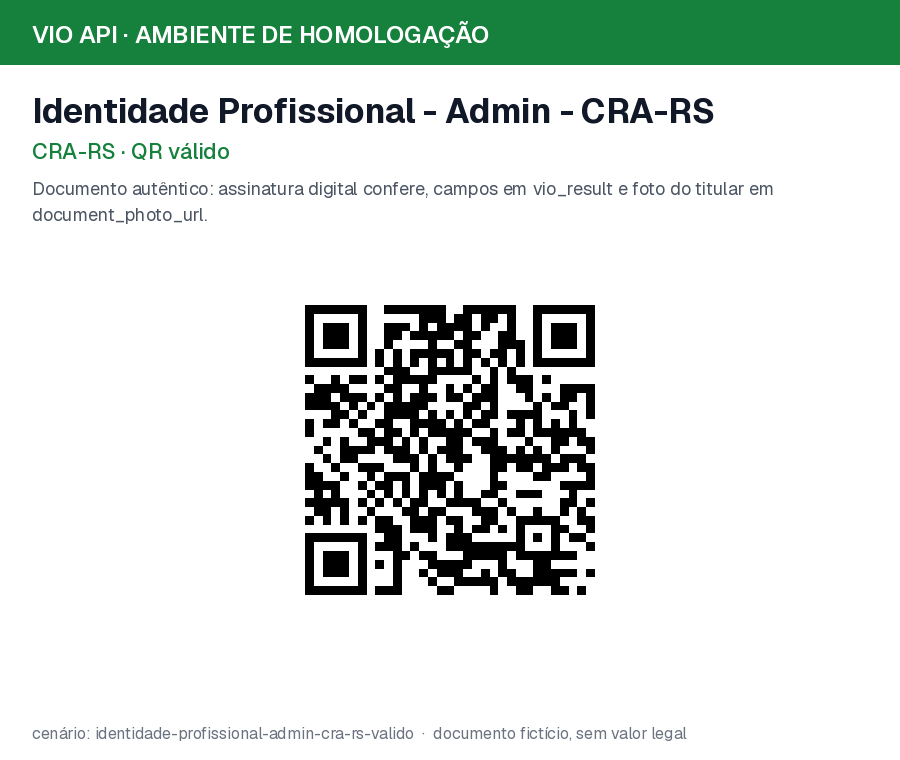 VIO API · AMBIENTE DE HOMOLOGAÇÃO
Identidade Profissional - Admin - CRA-RS
CRA-RS · QR válido
Documento autêntico: assinatura digital confere, campos em vio_result e foto do titular em
document_photo_url.
cenário: identidade-profissional-admin-cra-rs-valido · documento fictício, sem valor legal